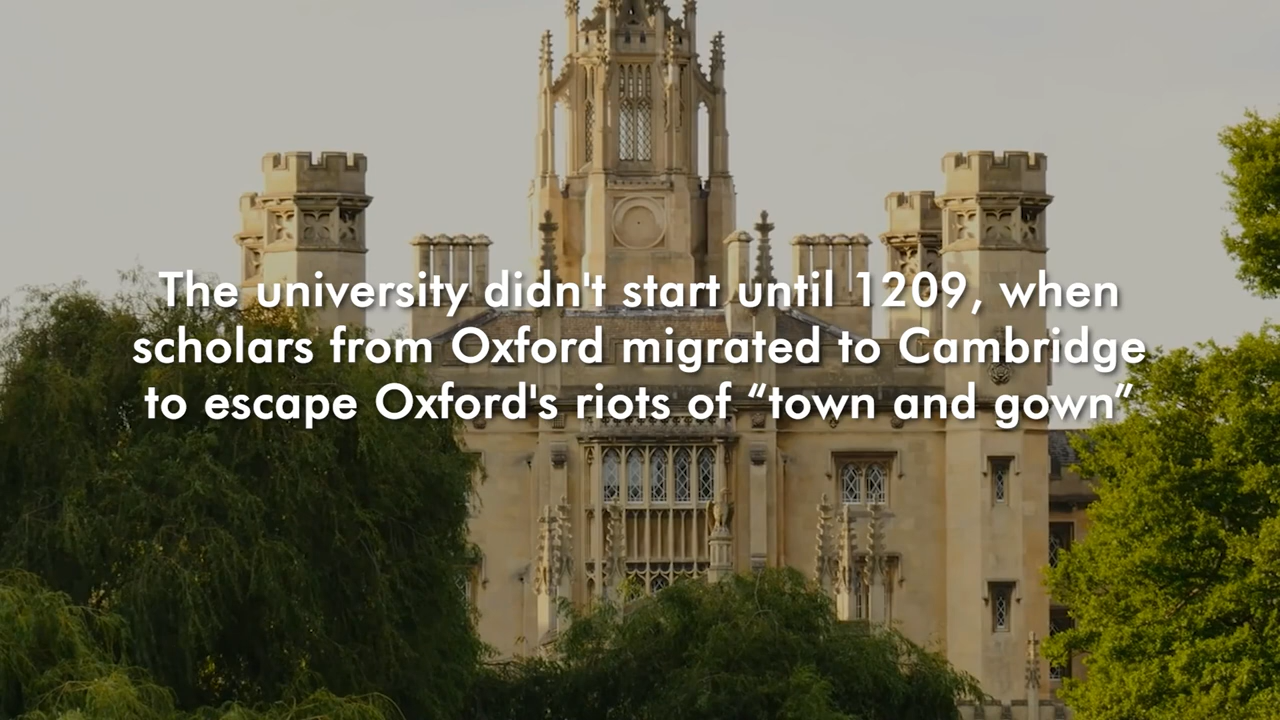 The university didn't start until 1209, when
scholars from Oxford migrated to Cambridge
to escape Oxford's riots of “town and gown”